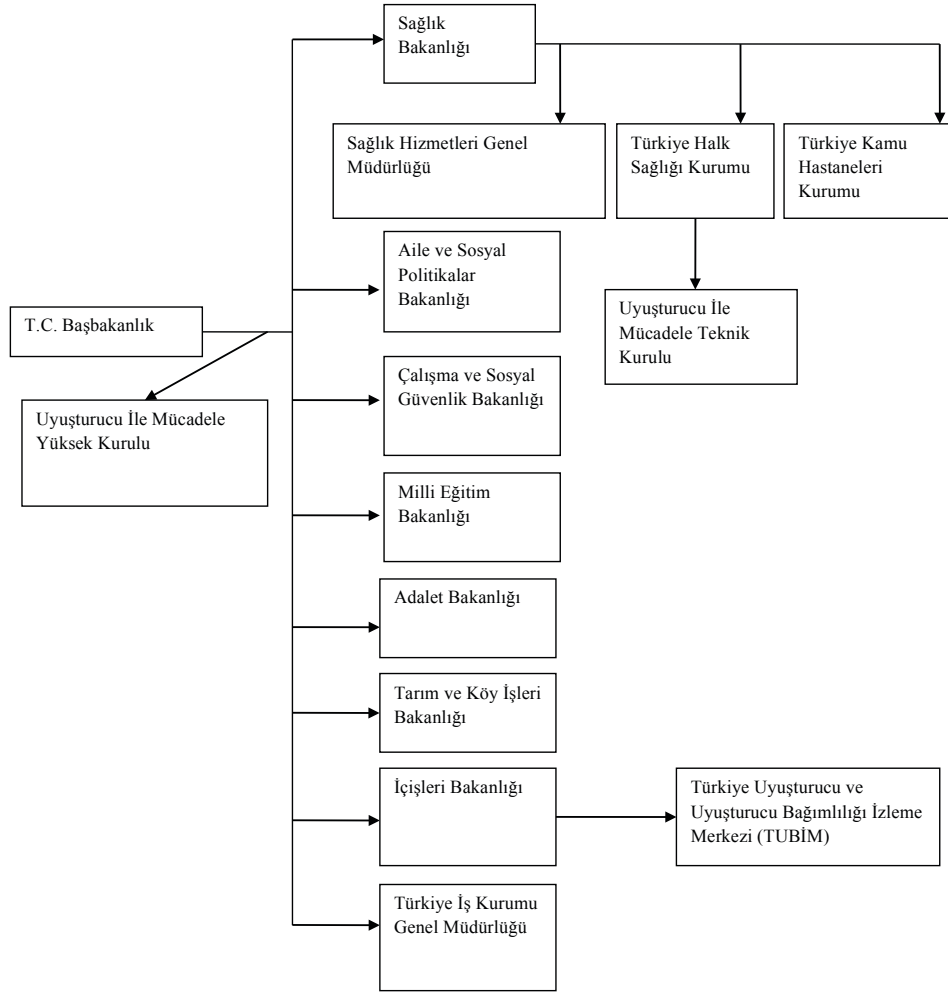 Sağlık
Bakanlığı
Sağlık Hizmetleri Genel
Müdürlüğü
Türkiye Halk
Sağlığı Kurumu
Türkiye Kamu
Hastaneleri
Kurumu
Aile ve Sosyal
Politikalar
Bakanlığı
Uyuşturucu İle
Mücadele Teknik
Kurulu
T.C. Başbakanlık
Çalışma ve Sosyal
Güvenlik Bakanlığı
Uyuşturucu İle Mücadele
Yüksek Kurulu
Milli Eğitim
Bakanlığı
Adalet Bakanlığı
Tarım ve Köy İşleri
Bakanlığı
İçişleri Bakanlığı
Türkiye Uyuşturucu ve
Uyuşturucu Bağımlılığı İzleme
Merkezi (TUBİM)
Türkiye İş Kurumu
Genel Müdürlüğü